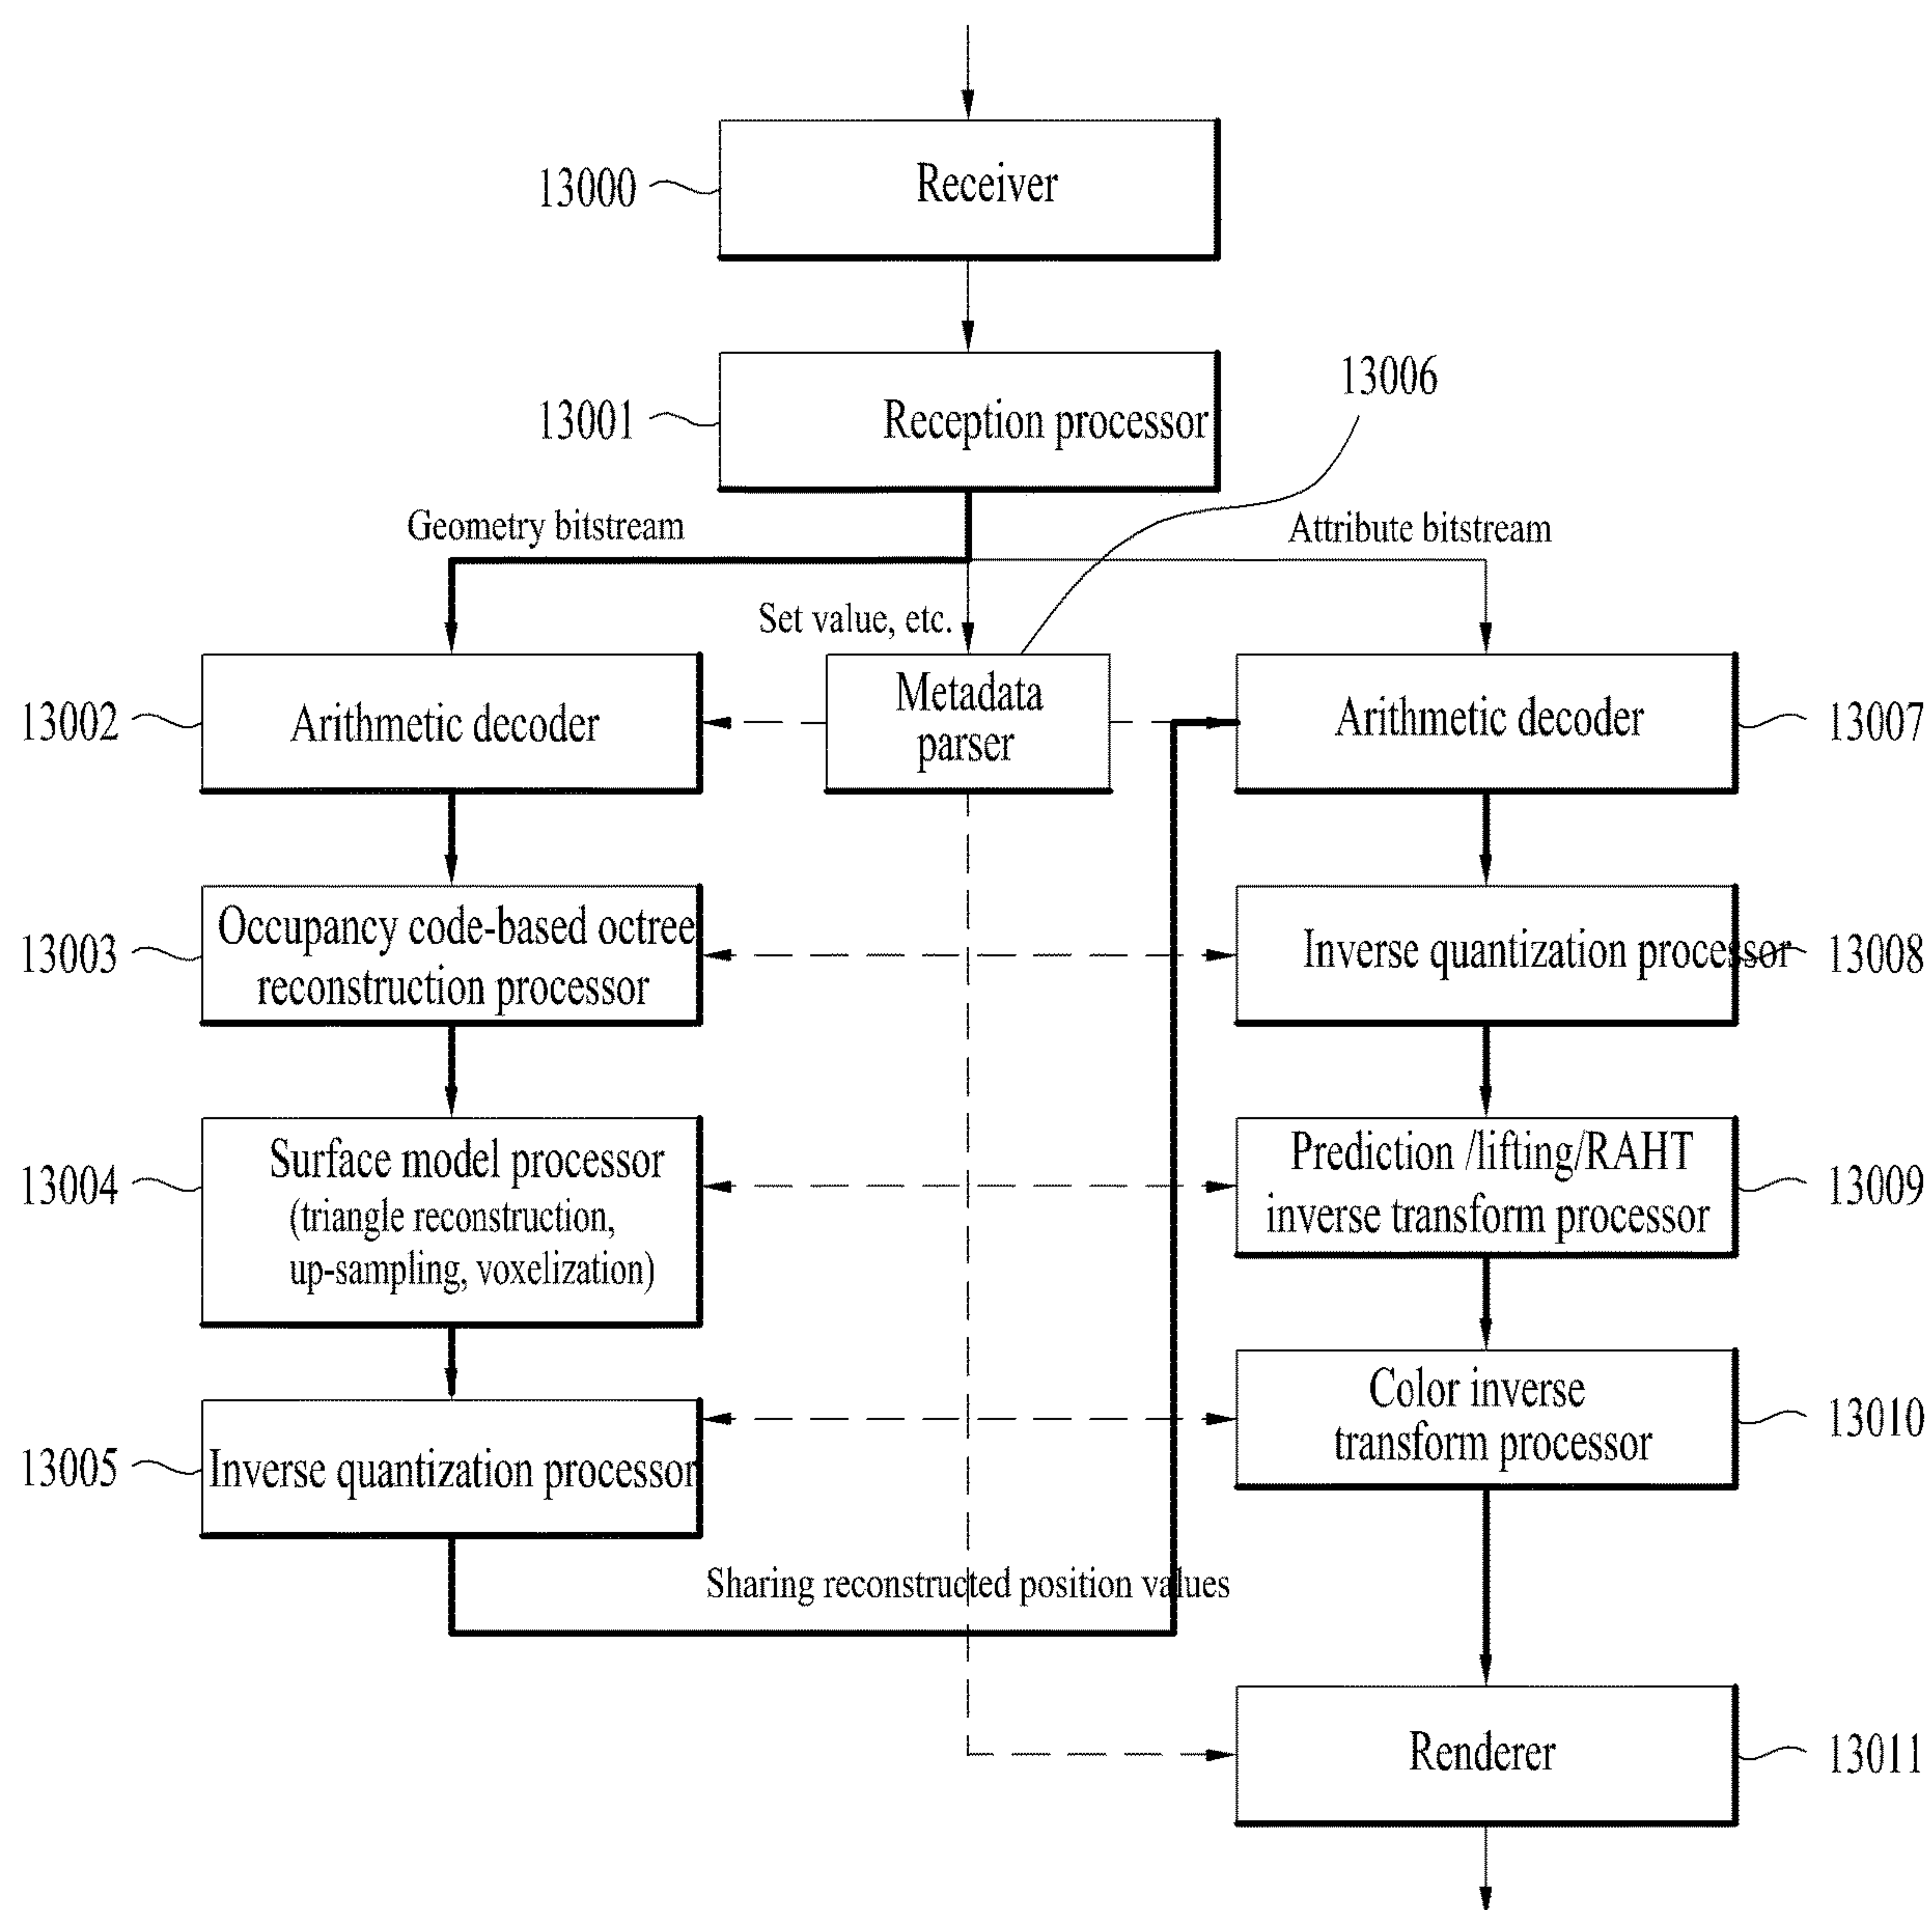 13000
Receiver
13001
Reception processor
13006
Geometry bitstream
Attribute bitstream
Set value, etc.
13002
Arithmetic decoder
Metadata
parser
Arithmetic decoder
13007
13003
Occupancy code-based octree
reconstruction processor
Inverse quantization processor
13008
13004
Surface model processor
(triangle reconstruction,
up-sampling, voxelization)
Prediction /lifting/RAHT
inverse transform processor
13009
13005
Inverse quantization processor
Color inverse
transform processor
13010
Sharing reconstructed position values
Renderer
13011